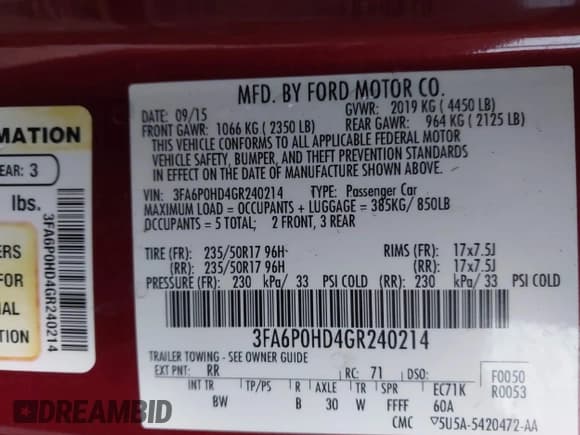 MFD. BY FORD MOTOR CO.
DATE: 09/15 GVWR: 2019 KG ( 4450 LB)
FRONT GAWR: 1066 KG ( 2350 LB) REAR GAWR: 964 KG ( 2125 LB)
THIS VEHICLE CONFORMS TO ALL APPLICABLE FEDERAL MOTOR
VEHICLE SAFETY, BUMPER, AND THEFT PREVENTION STANDARDS
IN EFFECT ON THE DATE OF MANUFACTURE SHOWN ABOVE.
VIN: 3FA6P0HD4GR240214 TYPE: Passenger Car
MAXIMUM LOAD = OCCUPANTS + LUGGAGE = 385KG/ 850LB
OCCUPANTS = 5 TOTAL; 2 FRONT, 3 REAR
TIRE (FR): 235/50R17 96H RIMS (FR): 17x7.5J
(RR): 235/50R17 96H (RR): 17x7.5J
PRESSURE (FR): 230 kPa/ 33 PSI COLD (RR): 230 kPa/33 PSI COLD
3FA6P0HD4GR240214
TRAILER TOWING - SEE OWNER GUIDE
EXT PNT: RR RC: 71 DSO: F0050
INT TR TP/PS R AXLE TR SPR EC71K R0053
BW B 30 W FFFF 60A
CMC 5U5A-5420472-AA
RMATION
EAR: 3
lbs.
3FA6P0HD4GR240214
ERS
FOR
NAL
TION
DREAMBID